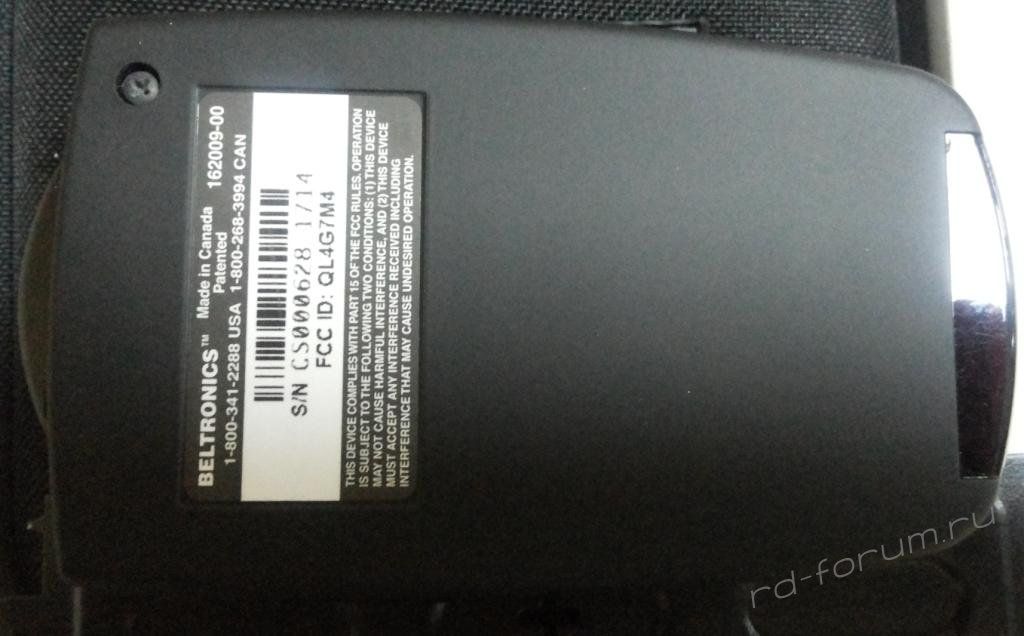 BELTRONICS™ Made in Canada 162009-00
Patented
1-800-341-2288 USA 1-800-268-3994 CAN
S/N CS000628 1/14
FCC ID: QL4G7M4
THIS DEVICE COMPLIES WITH PART 15 OF THE FCC RULES. OPERATION
IS SUBJECT TO THE FOLLOWING TWO CONDITIONS: (1) THIS DEVICE
MAY NOT CAUSE HARMFUL INTERFERENCE, AND (2) THIS DEVICE
MUST ACCEPT ANY INTERFERENCE RECEIVED INCLUDING
INTERFERENCE THAT MAY CAUSE UNDESIRED OPERATION.
rd-forum.ru